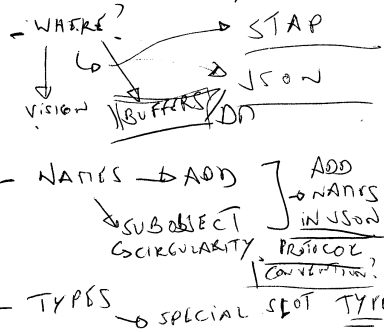 - WHERE?
STAP
JSON
VISION
BUFFERS / DM
- NAMES → ADD
ADD
→ NAMES
IN JSON
SUBOBJECT
CIRCULARITY
PROTOCOL
CONVENTION?
- TYPES
SPECIAL SLOT TYPE